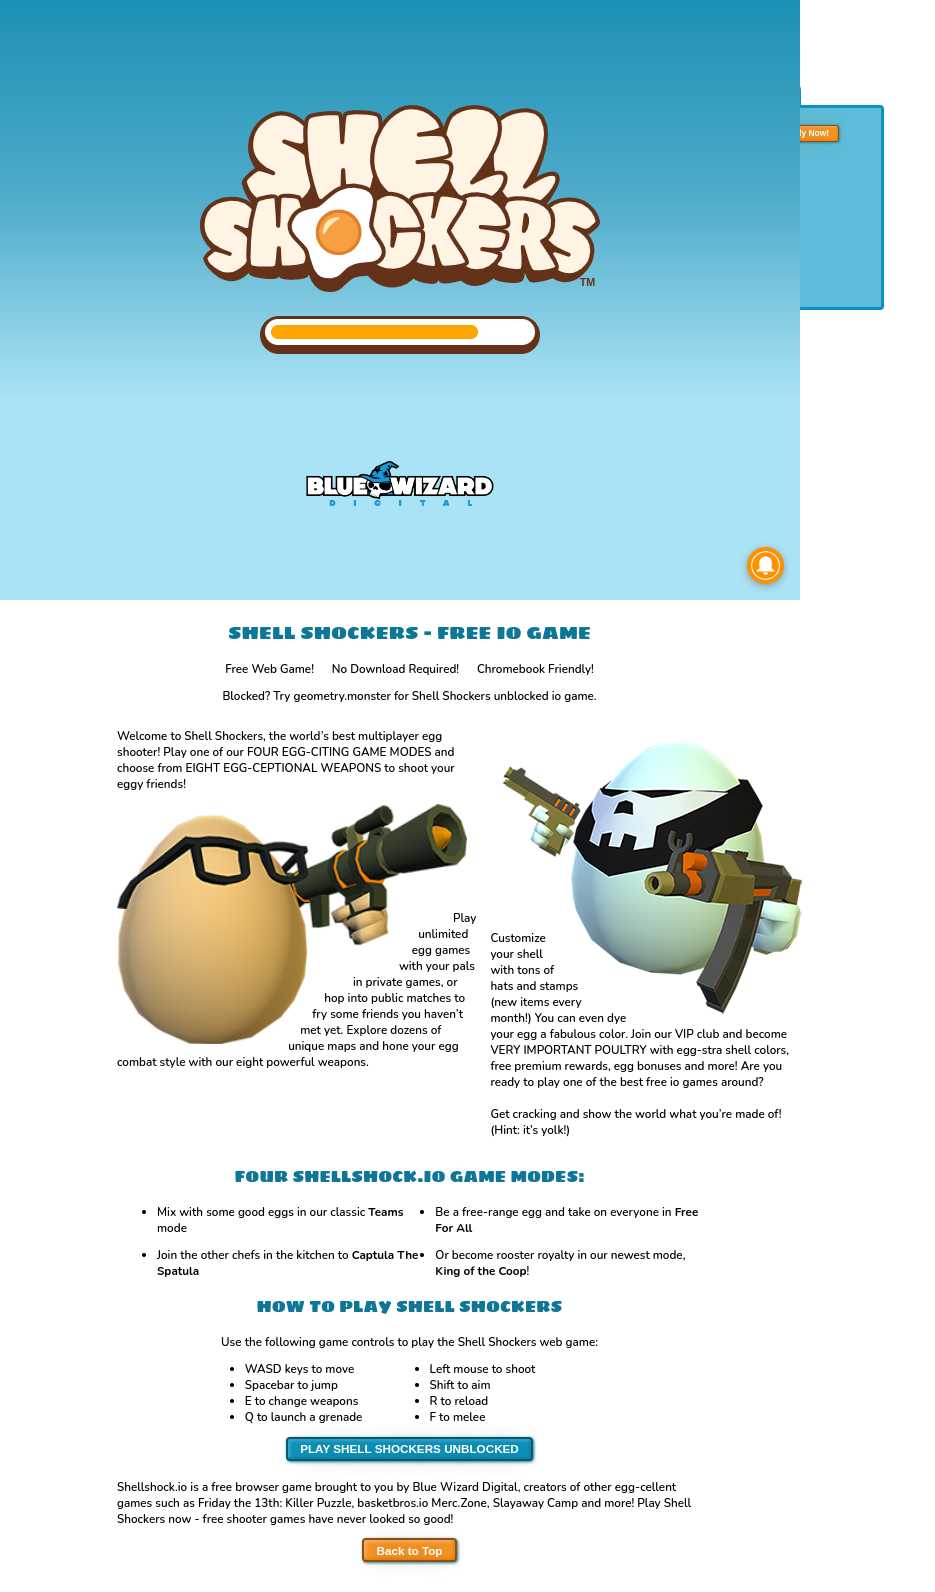 SHELL
SHOCKERS
TM
Now!
BLUE WIZARD
DIGITAL
SHELL SHOCKERS - FREE IO GAME
Free Web Game! No Download Required! Chromebook Friendly!
Blocked? Try geometry.monster for Shell Shockers unblocked io game.
Welcome to Shell Shockers, the world’s best multiplayer egg
shooter! Play one of our FOUR EGG-CITING GAME MODES and
choose from EIGHT EGG-CEPTIONAL WEAPONS to shoot your
eggy friends!
Play
unlimited
egg games
with your pals
in private games, or
hop into public matches to
fry some friends you haven’t
met yet. Explore dozens of
unique maps and hone your egg
combat style with our eight powerful weapons.
Customize
your shell
with tons of
hats and stamps
(new items every
month!) You can even dye
your egg a fabulous color. Join our VIP club and become
VERY IMPORTANT POULTRY with egg-stra shell colors,
free premium rewards, egg bonuses and more! Are you
ready to play one of the best free io games around?
Get cracking and show the world what you’re made of!
(Hint: it’s yolk!)
FOUR SHELLSHOCK.IO GAME MODES:
Mix with some good eggs in our classic Teams
mode
Be a free-range egg and take on everyone in Free
For All
Join the other chefs in the kitchen to Captula The
Spatula
Or become rooster royalty in our newest mode,
King of the Coop!
HOW TO PLAY SHELL SHOCKERS
Use the following game controls to play the Shell Shockers web game:
WASD keys to move
Spacebar to jump
E to change weapons
Q to launch a grenade
Left mouse to shoot
Shift to aim
R to reload
F to melee
PLAY SHELL SHOCKERS UNBLOCKED
Shellshock.io is a free browser game brought to you by Blue Wizard Digital, creators of other egg-cellent
games such as Friday the 13th: Killer Puzzle, basketbros.io Merc.Zone, Slayaway Camp and more! Play Shell
Shockers now - free shooter games have never looked so good!
Back to Top